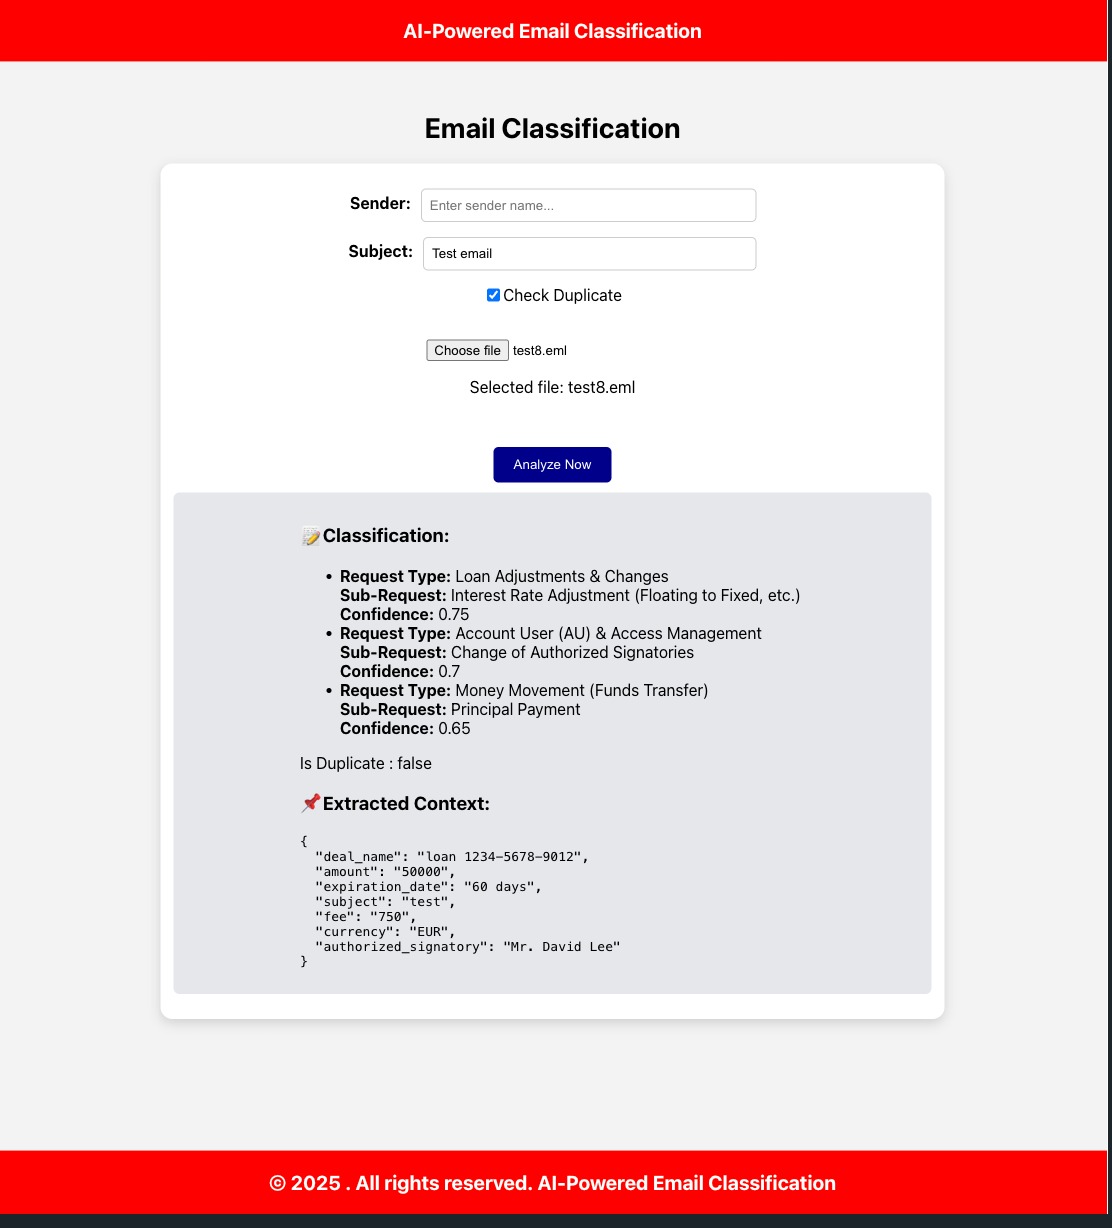 AI-Powered Email Classification
Email Classification
Sender: Enter sender name...
Subject: Test email
Check Duplicate
Choose file test8.eml
Selected file: test8.eml
Analyze Now
📝Classification:
• Request Type: Loan Adjustments & Changes
Sub-Request: Interest Rate Adjustment (Floating to Fixed, etc.)
Confidence: 0.75
• Request Type: Account User (AU) & Access Management
Sub-Request: Change of Authorized Signatories
Confidence: 0.7
• Request Type: Money Movement (Funds Transfer)
Sub-Request: Principal Payment
Confidence: 0.65
Is Duplicate : false
📌Extracted Context:
{
  "deal_name": "loan 1234-5678-9012",
  "amount": "50000",
  "expiration_date": "60 days",
  "subject": "test",
  "fee": "750",
  "currency": "EUR",
  "authorized_signatory": "Mr. David Lee"
}
© 2025 . All rights reserved. AI-Powered Email Classification